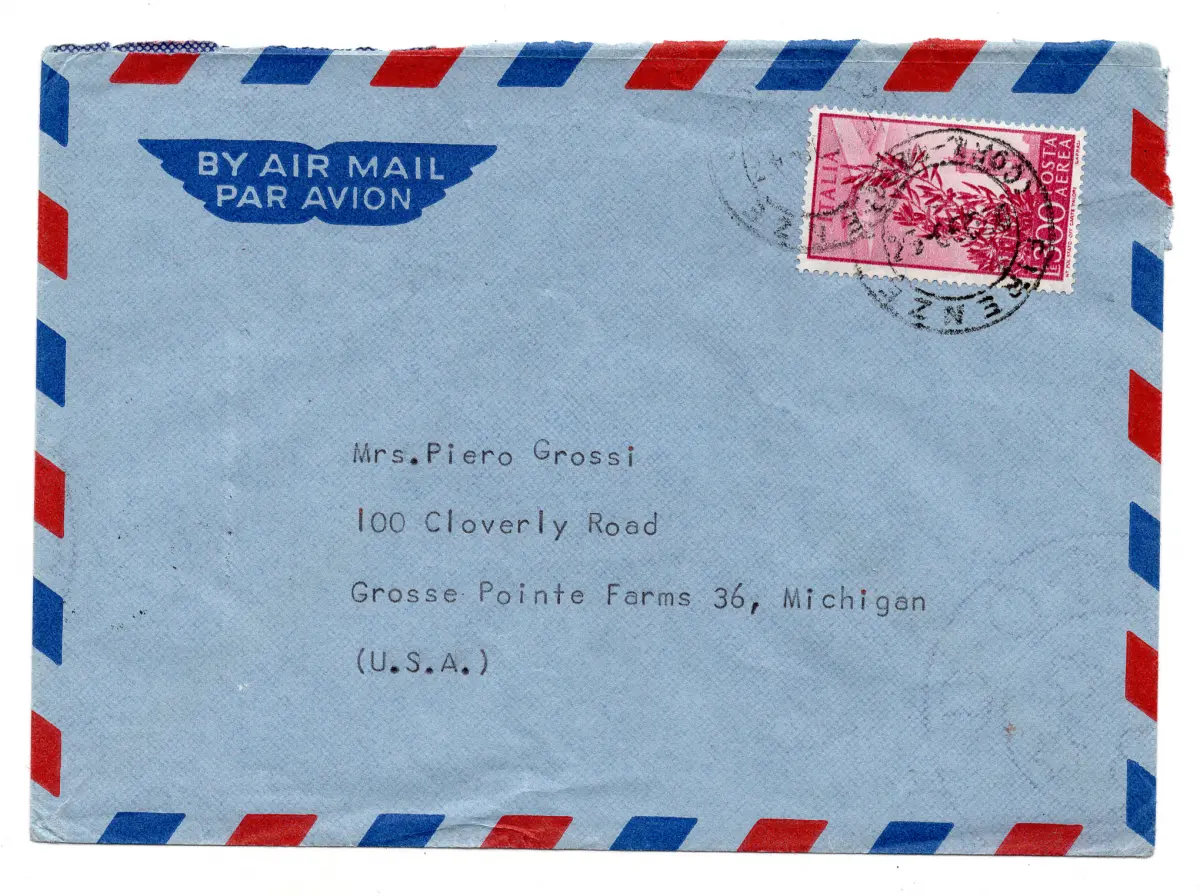 BY AIR MAIL
PAR AVION
ITALIA
POSTA
AEREA
300
FIRENZE
Mrs.Piero Grossi
100 Cloverly Road
Grosse Pointe Farms 36, Michigan
(U.S.A.)